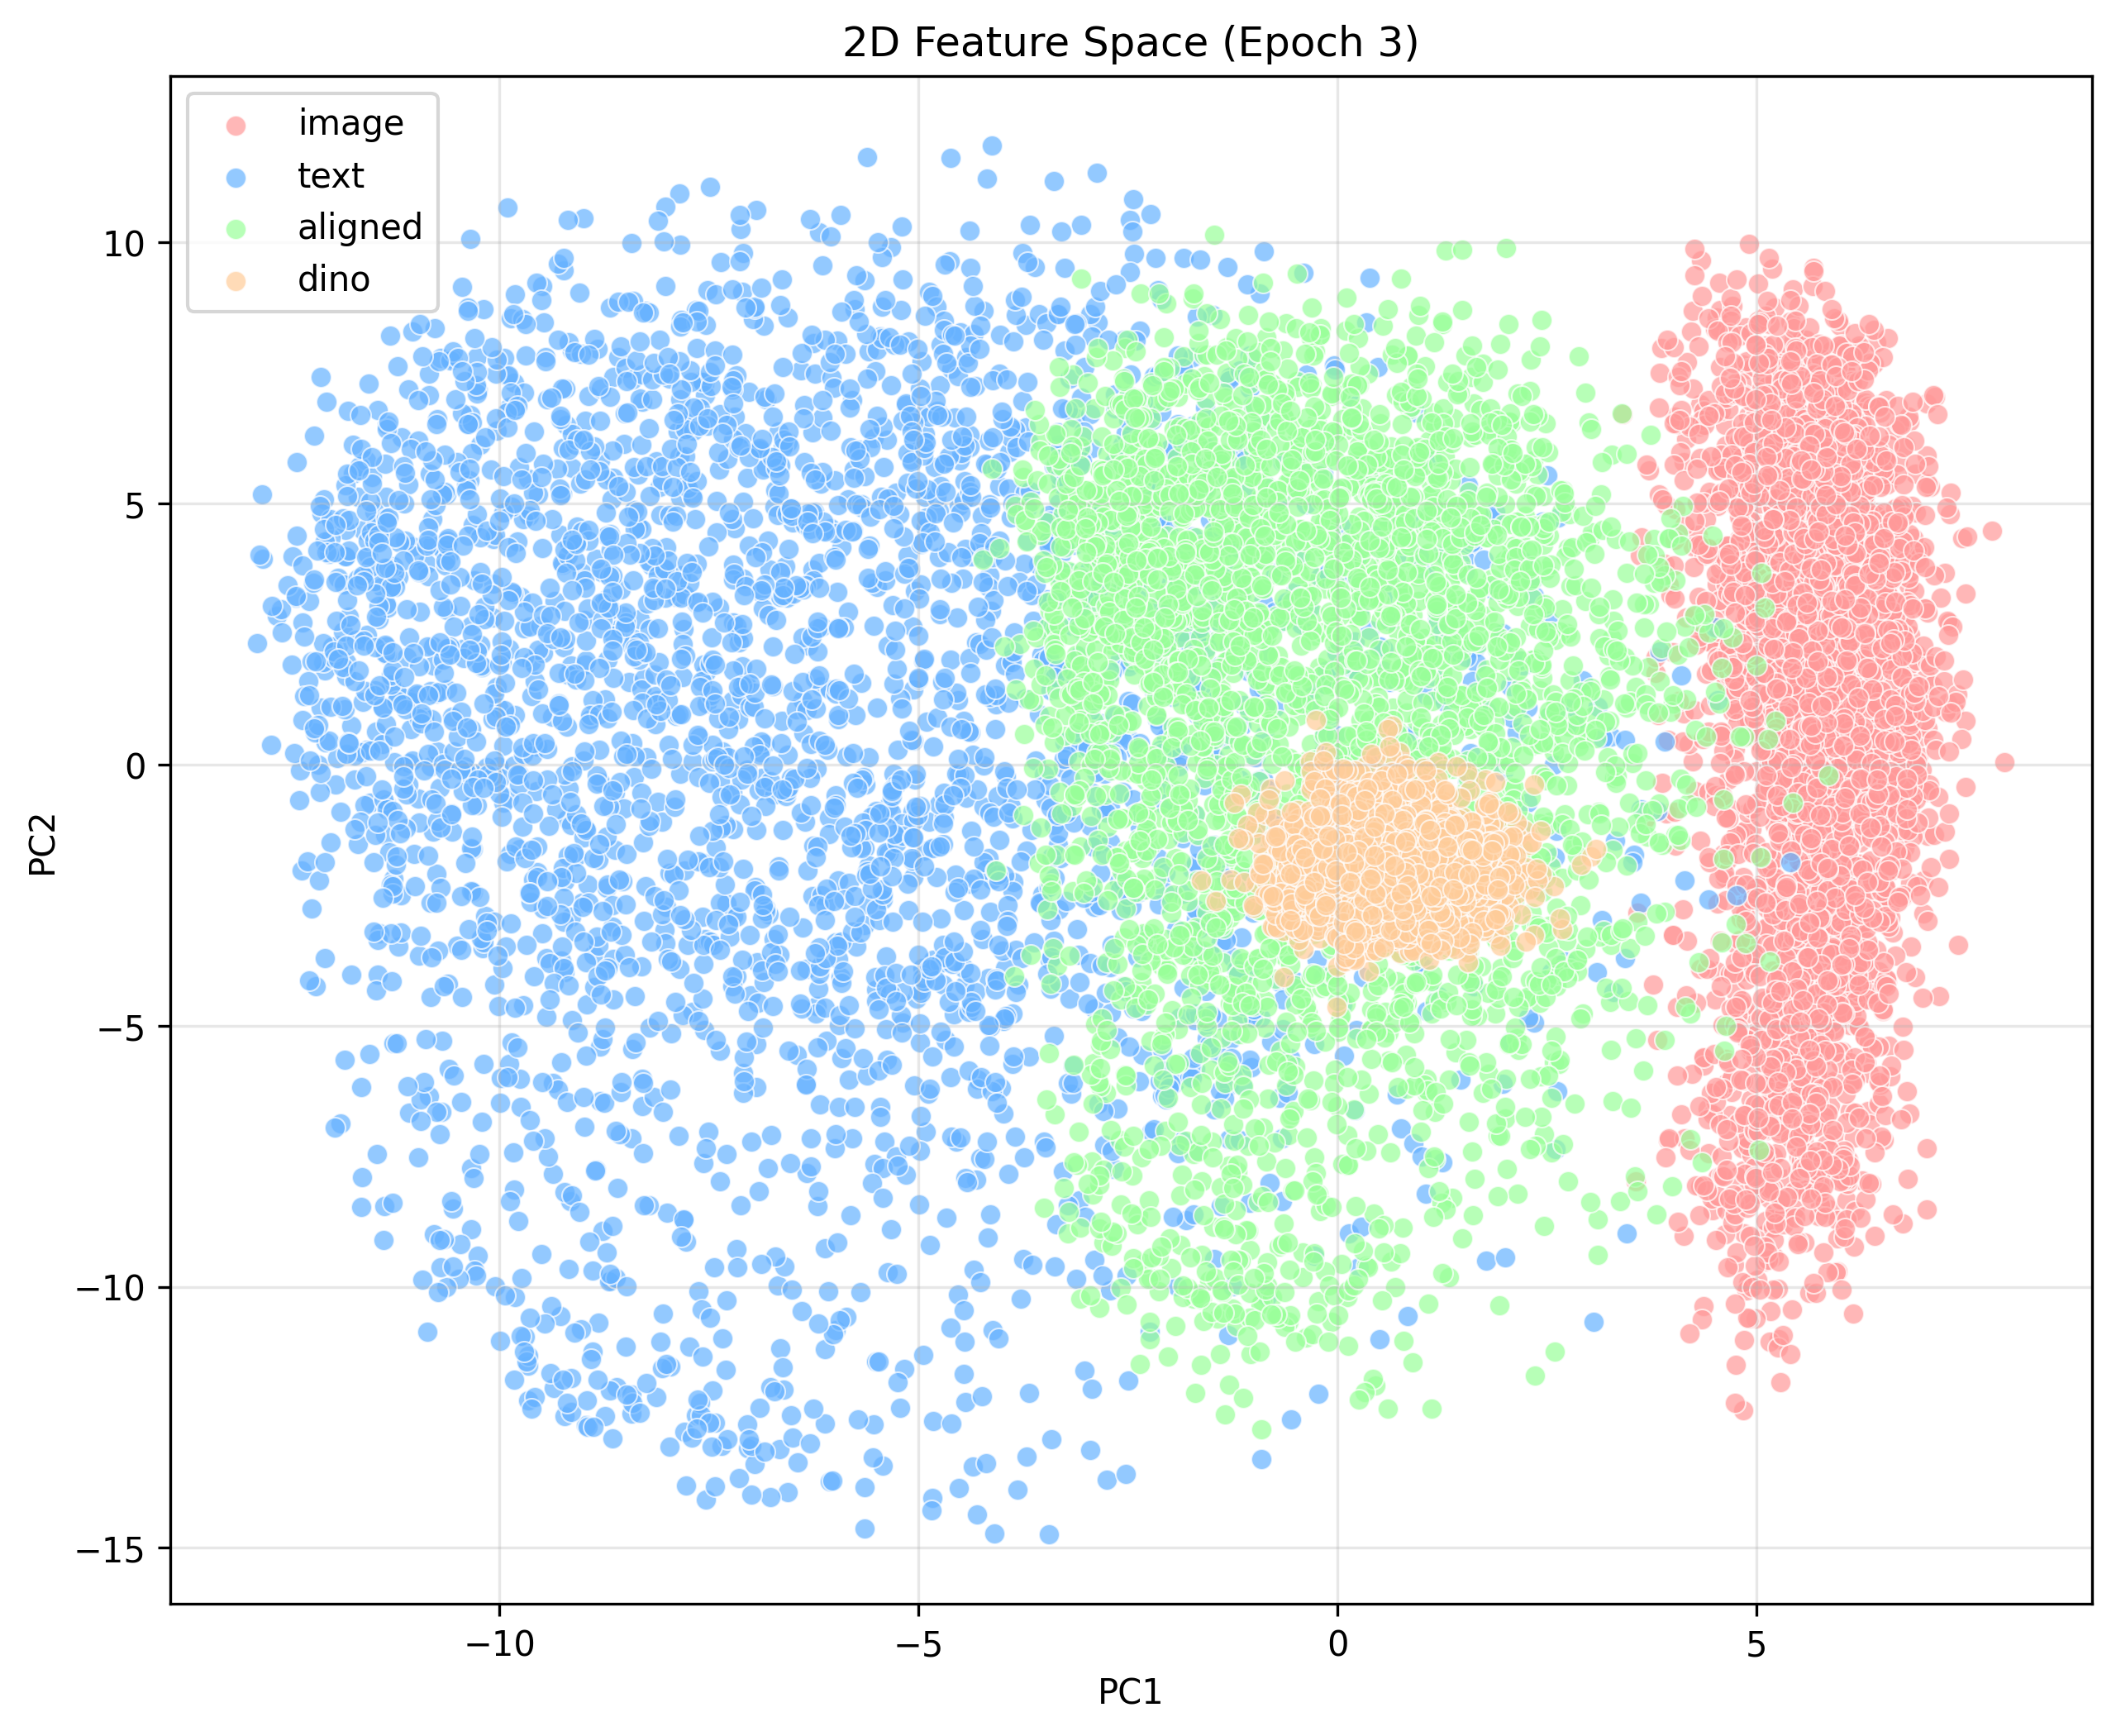 2D Feature Space (Epoch 3)
image
text
aligned
dino
10
5
0
−5
−10
−15
PC2
−10
−5
0
5
PC1